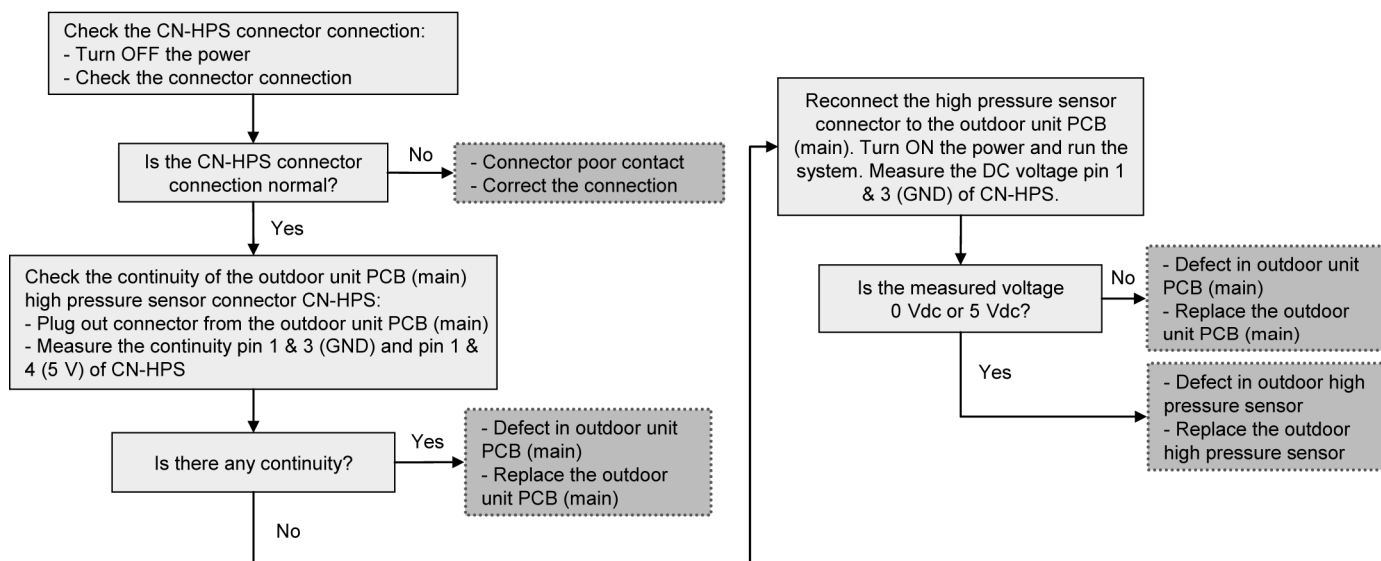 Check the CN-HPS connector connection:
- Turn OFF the power
- Check the connector connection
Is the CN-HPS connector
connection normal?
No
- Connector poor contact
- Correct the connection
Yes
Check the continuity of the outdoor unit PCB (main)
high pressure sensor connector CN-HPS:
- Plug out connector from the outdoor unit PCB (main)
- Measure the continuity pin 1 & 3 (GND) and pin 1 &
4 (5 V) of CN-HPS
Is there any continuity?
Yes
- Defect in outdoor unit
PCB (main)
- Replace the outdoor
unit PCB (main)
No
Reconnect the high pressure sensor
connector to the outdoor unit PCB
(main). Turn ON the power and run the
system. Measure the DC voltage pin 1
& 3 (GND) of CN-HPS.
Is the measured voltage
0 Vdc or 5 Vdc?
No
- Defect in outdoor unit
PCB (main)
- Replace the outdoor
unit PCB (main)
Yes
- Defect in outdoor high
pressure sensor
- Replace the outdoor
high pressure sensor